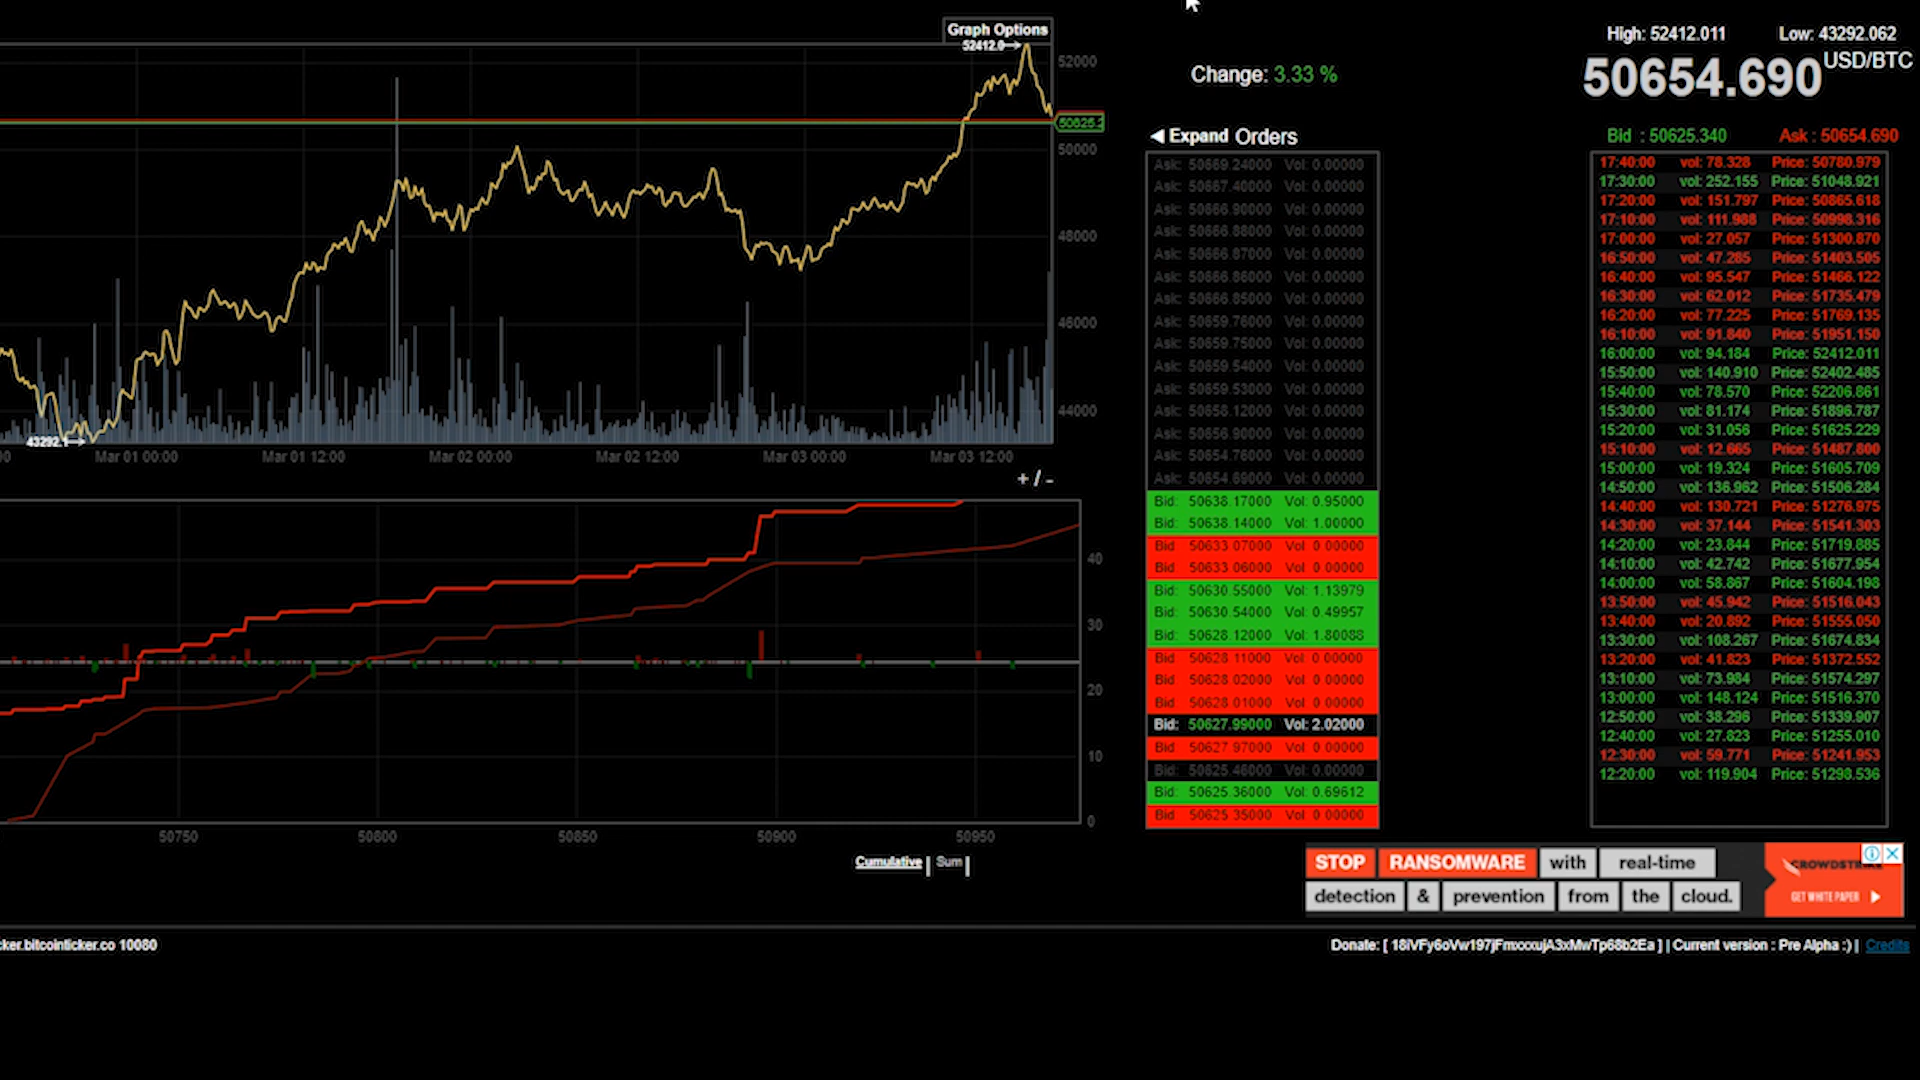 Graph Options
52412.0
52000
50625.2
50000
48000
46000
44000
43292.1
Mar 01 00:00 Mar 01 12:00 Mar 02 00:00 Mar 02 12:00 Mar 03 00:00 Mar 03 12:00
+ / -
40
30
20
10
0
50750 50800 50850 50900 50950
Cumulative | Sum |
Change: 3.33 %
High: 52412.011 Low: 43292.062
50654.690 USD/BTC
Bid : 50625.340 Ask : 50654.690
Expand Orders
Ask: 50669.24000 Vol: 0.00000
Ask: 50667.40000 Vol: 0.00000
Ask: 50666.90000 Vol: 0.00000
Ask: 50666.88000 Vol: 0.00000
Ask: 50666.87000 Vol: 0.00000
Ask: 50666.86000 Vol: 0.00000
Ask: 50666.85000 Vol: 0.00000
Ask: 50659.76000 Vol: 0.00000
Ask: 50659.75000 Vol: 0.00000
Ask: 50659.54000 Vol: 0.00000
Ask: 50659.53000 Vol: 0.00000
Ask: 50658.12000 Vol: 0.00000
Ask: 50656.90000 Vol: 0.00000
Ask: 50654.76000 Vol: 0.00000
Ask: 50654.69000 Vol: 0.00000
Bid: 50638.17000 Vol: 0.95000
Bid: 50638.14000 Vol: 1.00000
Bid: 50633.07000 Vol: 0.00000
Bid: 50633.06000 Vol: 0.00000
Bid: 50630.55000 Vol: 1.13979
Bid: 50630.54000 Vol: 0.49957
Bid: 50628.12000 Vol: 1.80088
Bid: 50628.11000 Vol: 0.00000
Bid: 50628.02000 Vol: 0.00000
Bid: 50628.01000 Vol: 0.00000
Bid: 50627.99000 Vol: 2.02000
Bid: 50627.97000 Vol: 0.00000
Bid: 50625.46000 Vol: 0.00000
Bid: 50625.36000 Vol: 0.69612
Bid: 50625.35000 Vol: 0.00000
17:40:00 vol: 78.328 Price: 50780.979
17:30:00 vol: 252.155 Price: 51048.921
17:20:00 vol: 151.797 Price: 50865.618
17:10:00 vol: 111.988 Price: 50998.316
17:00:00 vol: 27.057 Price: 51300.870
16:50:00 vol: 47.285 Price: 51403.505
16:40:00 vol: 95.547 Price: 51466.122
16:30:00 vol: 62.012 Price: 51735.479
16:20:00 vol: 77.225 Price: 51769.135
16:10:00 vol: 91.840 Price: 51951.150
16:00:00 vol: 94.184 Price: 52412.011
15:50:00 vol: 140.910 Price: 52402.485
15:40:00 vol: 78.570 Price: 52206.861
15:30:00 vol: 81.174 Price: 51896.787
15:20:00 vol: 31.056 Price: 51625.229
15:10:00 vol: 12.665 Price: 51487.800
15:00:00 vol: 19.324 Price: 51605.709
14:50:00 vol: 136.962 Price: 51506.284
14:40:00 vol: 130.721 Price: 51276.975
14:30:00 vol: 37.144 Price: 51541.303
14:20:00 vol: 23.844 Price: 51719.885
14:10:00 vol: 42.742 Price: 51677.954
14:00:00 vol: 58.867 Price: 51604.198
13:50:00 vol: 45.942 Price: 51516.043
13:40:00 vol: 20.892 Price: 51555.050
13:30:00 vol: 108.267 Price: 51674.834
13:20:00 vol: 41.823 Price: 51372.552
13:10:00 vol: 73.984 Price: 51574.297
13:00:00 vol: 148.124 Price: 51516.370
12:50:00 vol: 38.296 Price: 51339.907
12:40:00 vol: 27.823 Price: 51255.010
12:30:00 vol: 59.771 Price: 51241.953
12:20:00 vol: 119.904 Price: 51298.536
STOP RANSOMWARE with real-time
detection & prevention from the cloud.
GET WHITE PAPER
ker.bitcointicker.co 10080
Donate: [ 18iVFy6oVw197jFmxxxujA3xMwTp68b2Ea ] | Current version : Pre Alpha :) | Credits